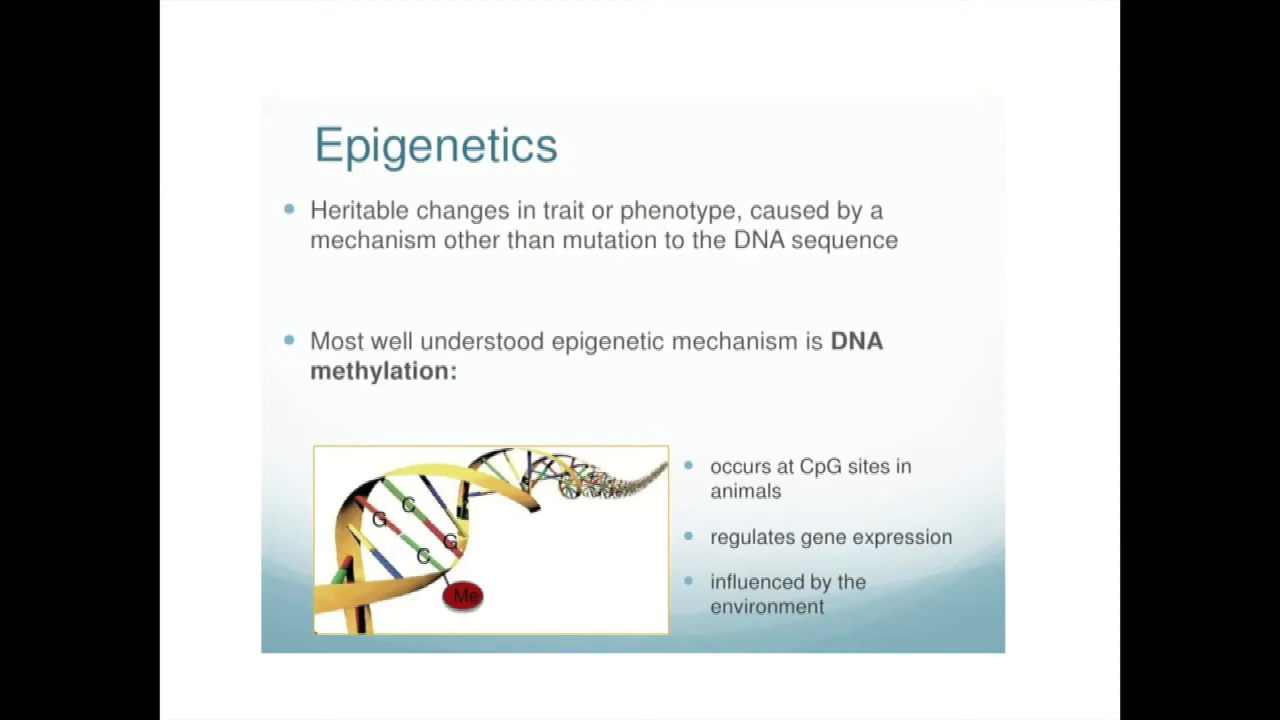 Epigenetics
• Heritable changes in trait or phenotype, caused by a
mechanism other than mutation to the DNA sequence
• Most well understood epigenetic mechanism is DNA
methylation:
G
C
G
C
Me
• occurs at CpG sites in
animals
• regulates gene expression
• influenced by the
environment